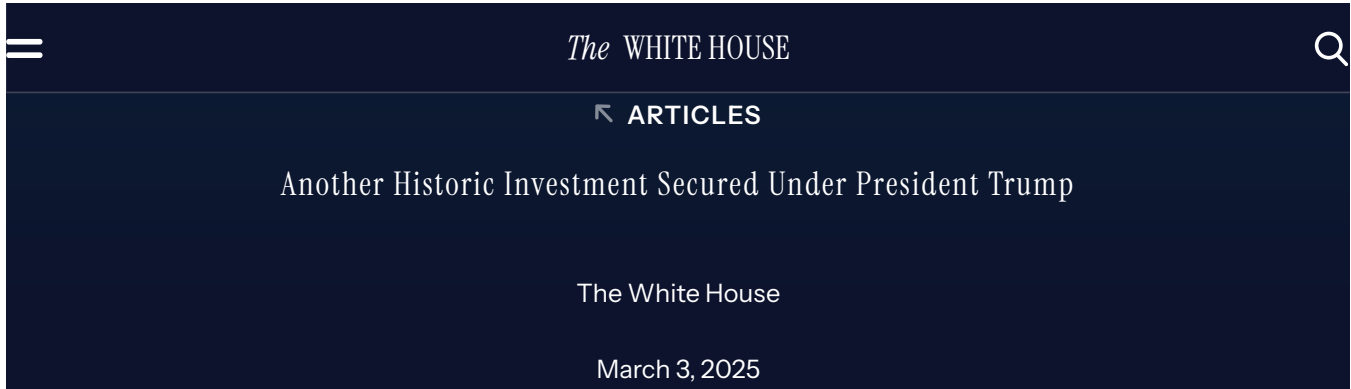 The WHITE HOUSE
ARTICLES
Another Historic Investment Secured Under President Trump
The White House
March 3, 2025